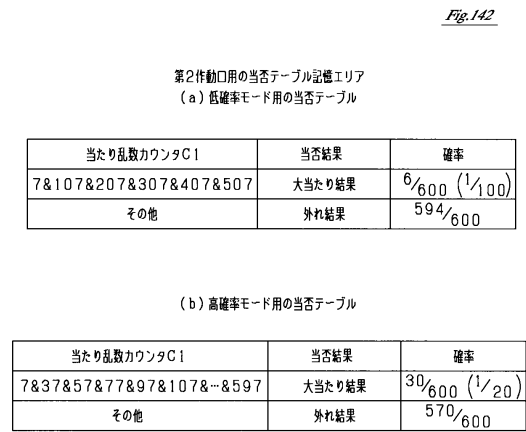 Fig.142
第2作動口用の当否テーブル記憶エリア
(a)低確率モード用の当否テーブル
当たり乱数カウンタC1 当否結果 確率
7&107&207&307&407&507 大当たり結果 6/600 (1/100)
その他 外れ結果 594/600
(b)高確率モード用の当否テーブル
当たり乱数カウンタC1 当否結果 確率
7&37&57&77&97&107&…&597 大当たり結果 30/600 (1/20)
その他 外れ結果 570/600